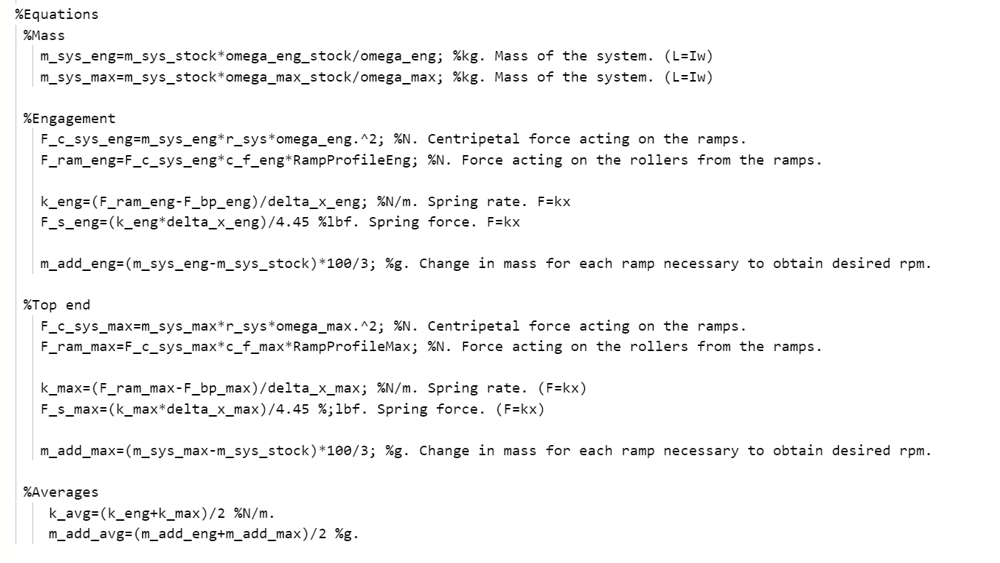 %Equations
%Mass
m_sys_eng=m_sys_stock*omega_eng_stock/omega_eng; %kg. Mass of the system. (L=Iw)
m_sys_max=m_sys_stock*omega_max_stock/omega_max; %kg. Mass of the system. (L=Iw)
%Engagement
F_c_sys_eng=m_sys_eng*r_sys*omega_eng.^2; %N. Centripetal force acting on the ramps.
F_ram_eng=F_c_sys_eng*c_f_eng*RampProfileEng; %N. Force acting on the rollers from the ramps.
k_eng=(F_ram_eng-F_bp_eng)/delta_x_eng; %N/m. Spring rate. F=kx
F_s_eng=(k_eng*delta_x_eng)/4.45 %lbf. Spring force. F=kx
m_add_eng=(m_sys_eng-m_sys_stock)*100/3; %g. Change in mass for each ramp necessary to obtain desired rpm.
%Top end
F_c_sys_max=m_sys_max*r_sys*omega_max.^2; %N. Centripetal force acting on the ramps.
F_ram_max=F_c_sys_max*c_f_max*RampProfileMax; %N. Force acting on the rollers from the ramps.
k_max=(F_ram_max-F_bp_max)/delta_x_max; %N/m. Spring rate. (F=kx)
F_s_max=(k_max*delta_x_max)/4.45 %;lbf. Spring force. (F=kx)
m_add_max=(m_sys_max-m_sys_stock)*100/3; %g. Change in mass for each ramp necessary to obtain desired rpm.
%Averages
k_avg=(k_eng+k_max)/2 %N/m.
m_add_avg=(m_add_eng+m_add_max)/2 %g.